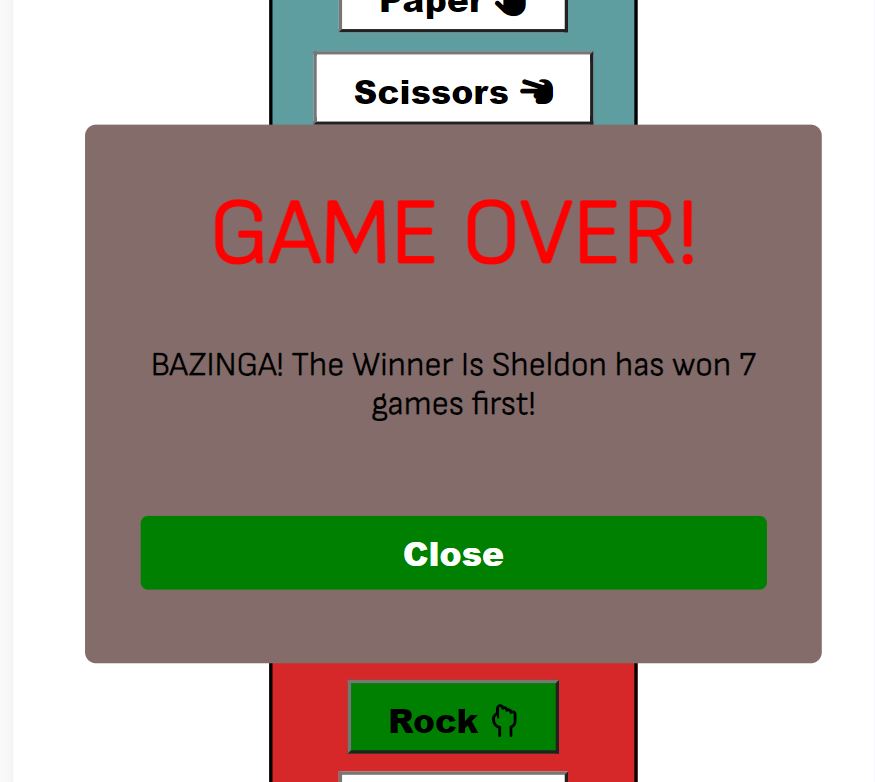 Paper
Scissors
GAME OVER!
BAZINGA! The Winner Is Sheldon has won 7
games first!
Close
Rock